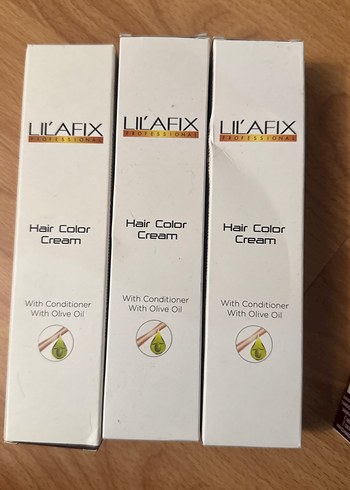 LIL'AFIX
PROFESSIONAL
Hair Color
Cream
With Conditioner
With Olive Oil
LIL'AFIX
PROFESSIONAL
Hair Color
Cream
With Conditioner
With Olive Oil
LIL'AFIX
PROFESSIONAL
Hair Color
Cream
With Conditioner
With Olive Oil